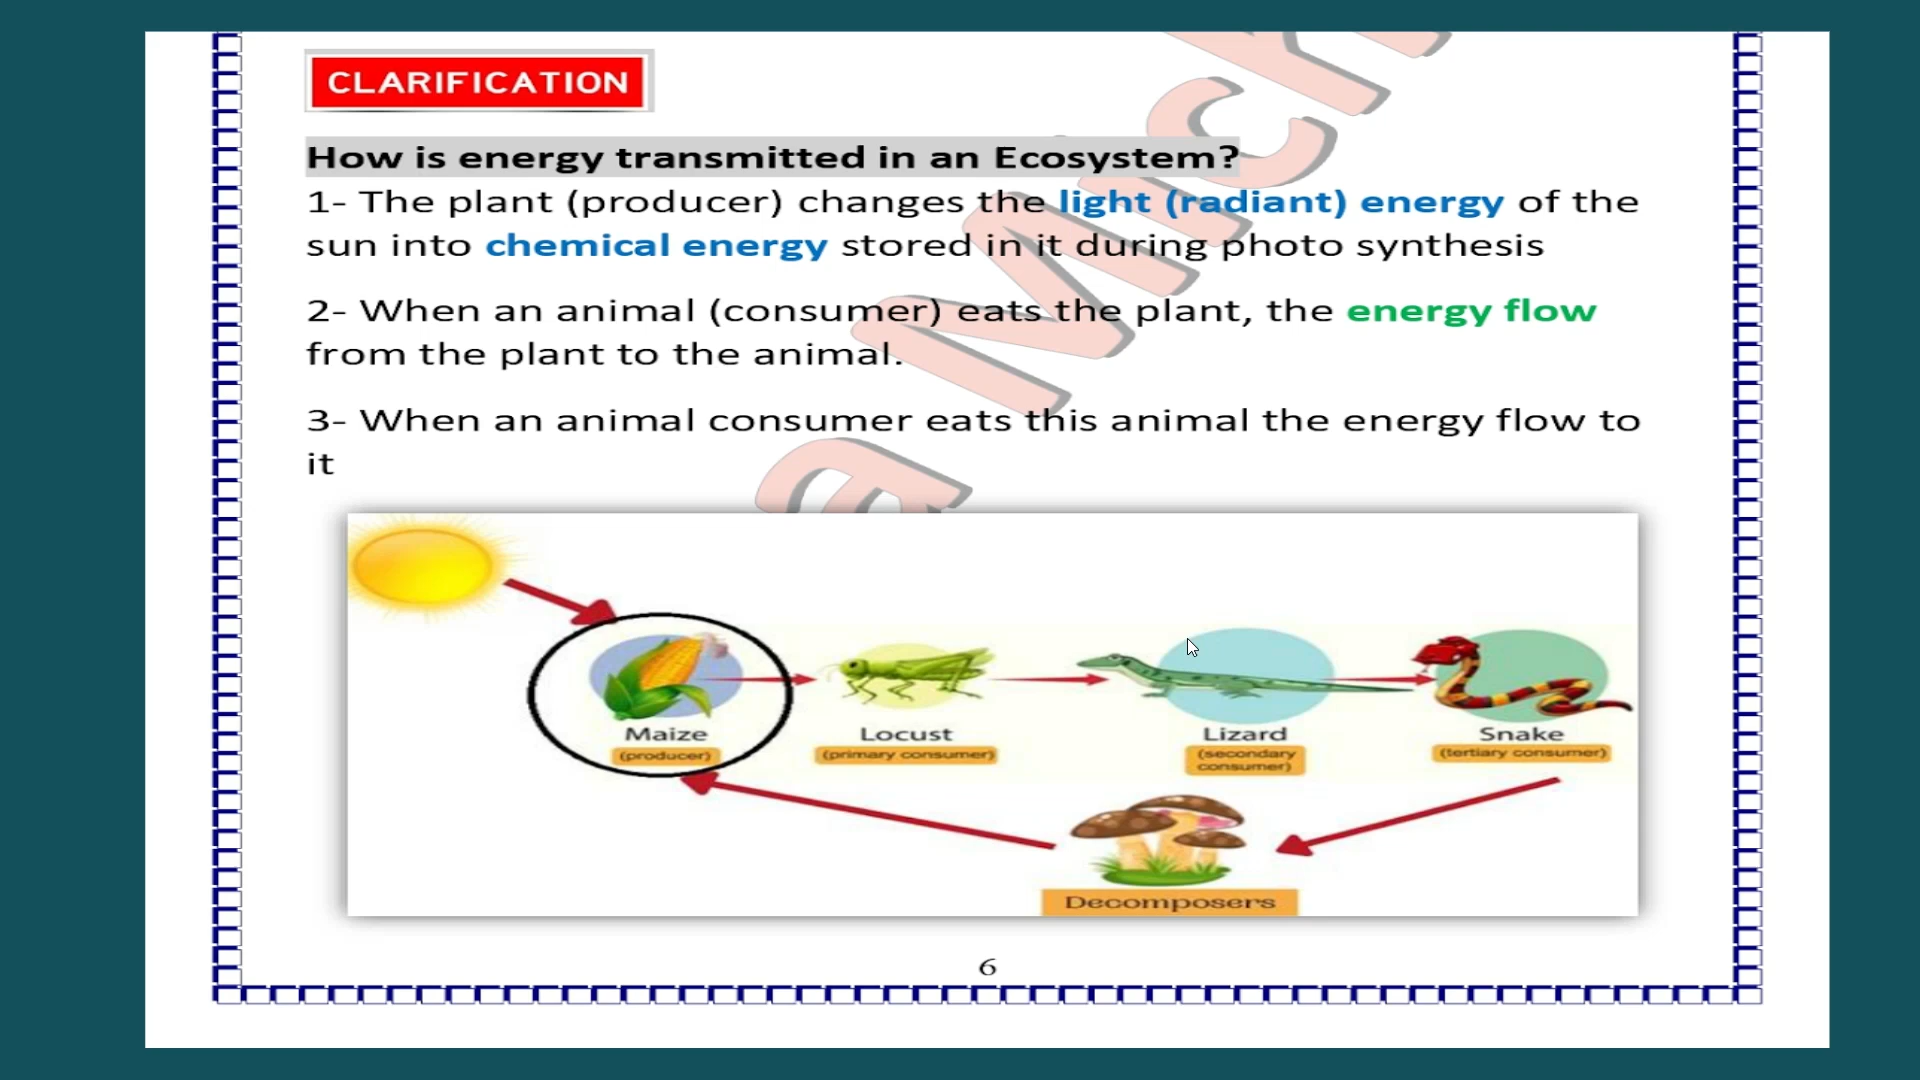 CLARIFICATION
How is energy transmitted in an Ecosystem?
1- The plant (producer) changes the light (radiant) energy of the
sun into chemical energy stored in it during photo synthesis
2- When an animal (consumer) eats the plant, the energy flow
from the plant to the animal.
3- When an animal consumer eats this animal the energy flow to
it
Maize
(producer)
Locust
(primary consumer)
Lizard
(secondary
consumer)
Snake
(tertiary consumer)
Decomposers
6